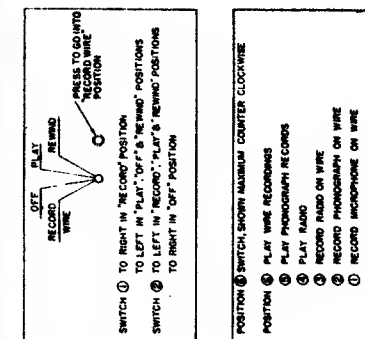 OFF
PLAY
RECORD
WIRE
REWIND
"PRESS TO GO INTO
"RECORD WIRE"
POSITION
SWITCH ① TO RIGHT IN "RECORD" POSITION
TO LEFT IN "PLAY" "OFF" & "REWIND" POSITIONS
SWITCH ② TO LEFT IN "RECORD", "PLAY" & REWIND" POSITIONS
TO RIGHT IN "OFF" POSITION
POSITION ⑥ SWITCH, SHOWN MAXIMUM COUNTER CLOCKWISE
POSITION ⑥ PLAY WIRE RECORDINGS
⑤ PLAY PHONOGRAPH RECORDS
④ PLAY RADIO
③ RECORD RADIO ON WIRE
② RECORD PHONOGRAPH ON WIRE
① RECORD MICROPHONE ON WIRE